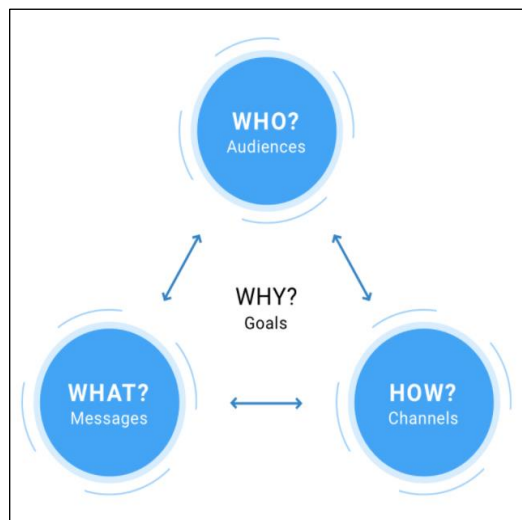 WHO?
Audiences
WHY?
Goals
WHAT?
Messages
HOW?
Channels